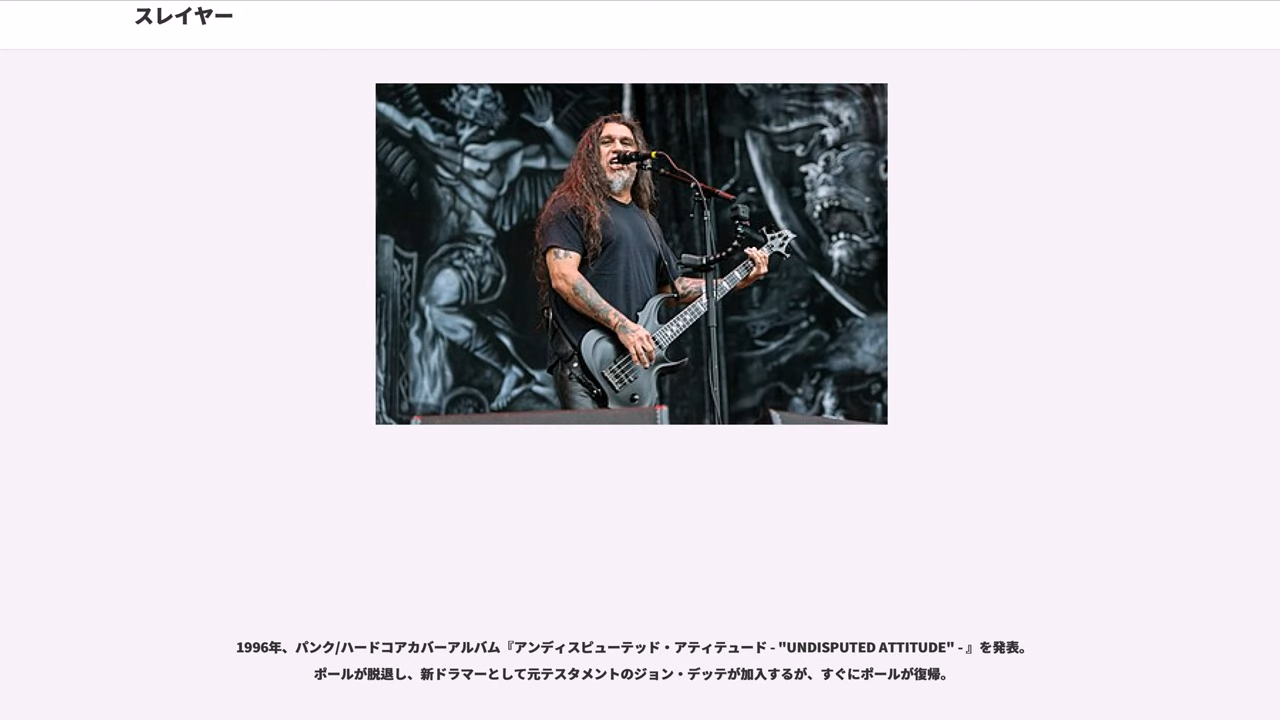 スレイヤー
1996年、パンク/ハードコアカバーアルバム『アンディスピューテッド・アティテュード - "UNDISPUTED ATTITUDE" - 』を発表。
ポールが脱退し、新ドラマーとして元テスタメントのジョン・デッテが加入するが、すぐにポールが復帰。